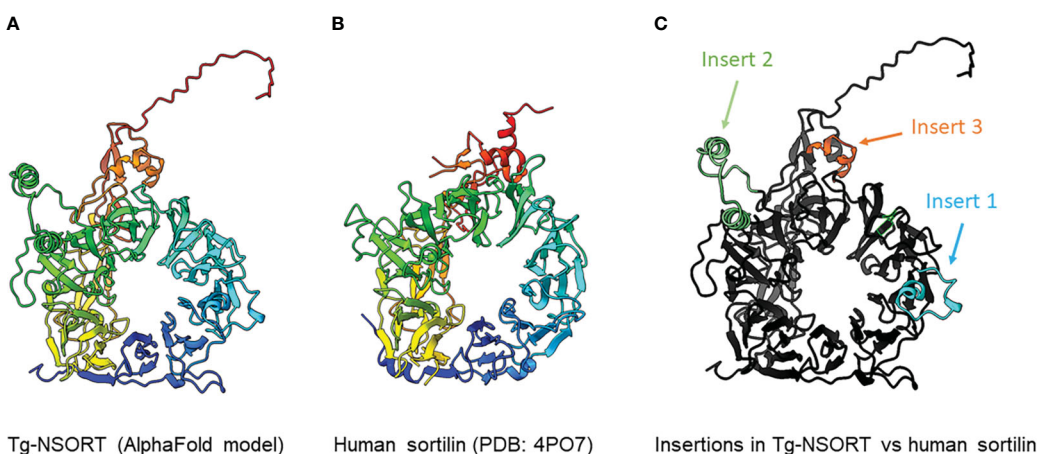 A
B
C
Insert 2
Insert 3
Insert 1
Tg-NSORT (AlphaFold model)
Human sortilin (PDB: 4PO7)
Insertions in Tg-NSORT vs human sortilin